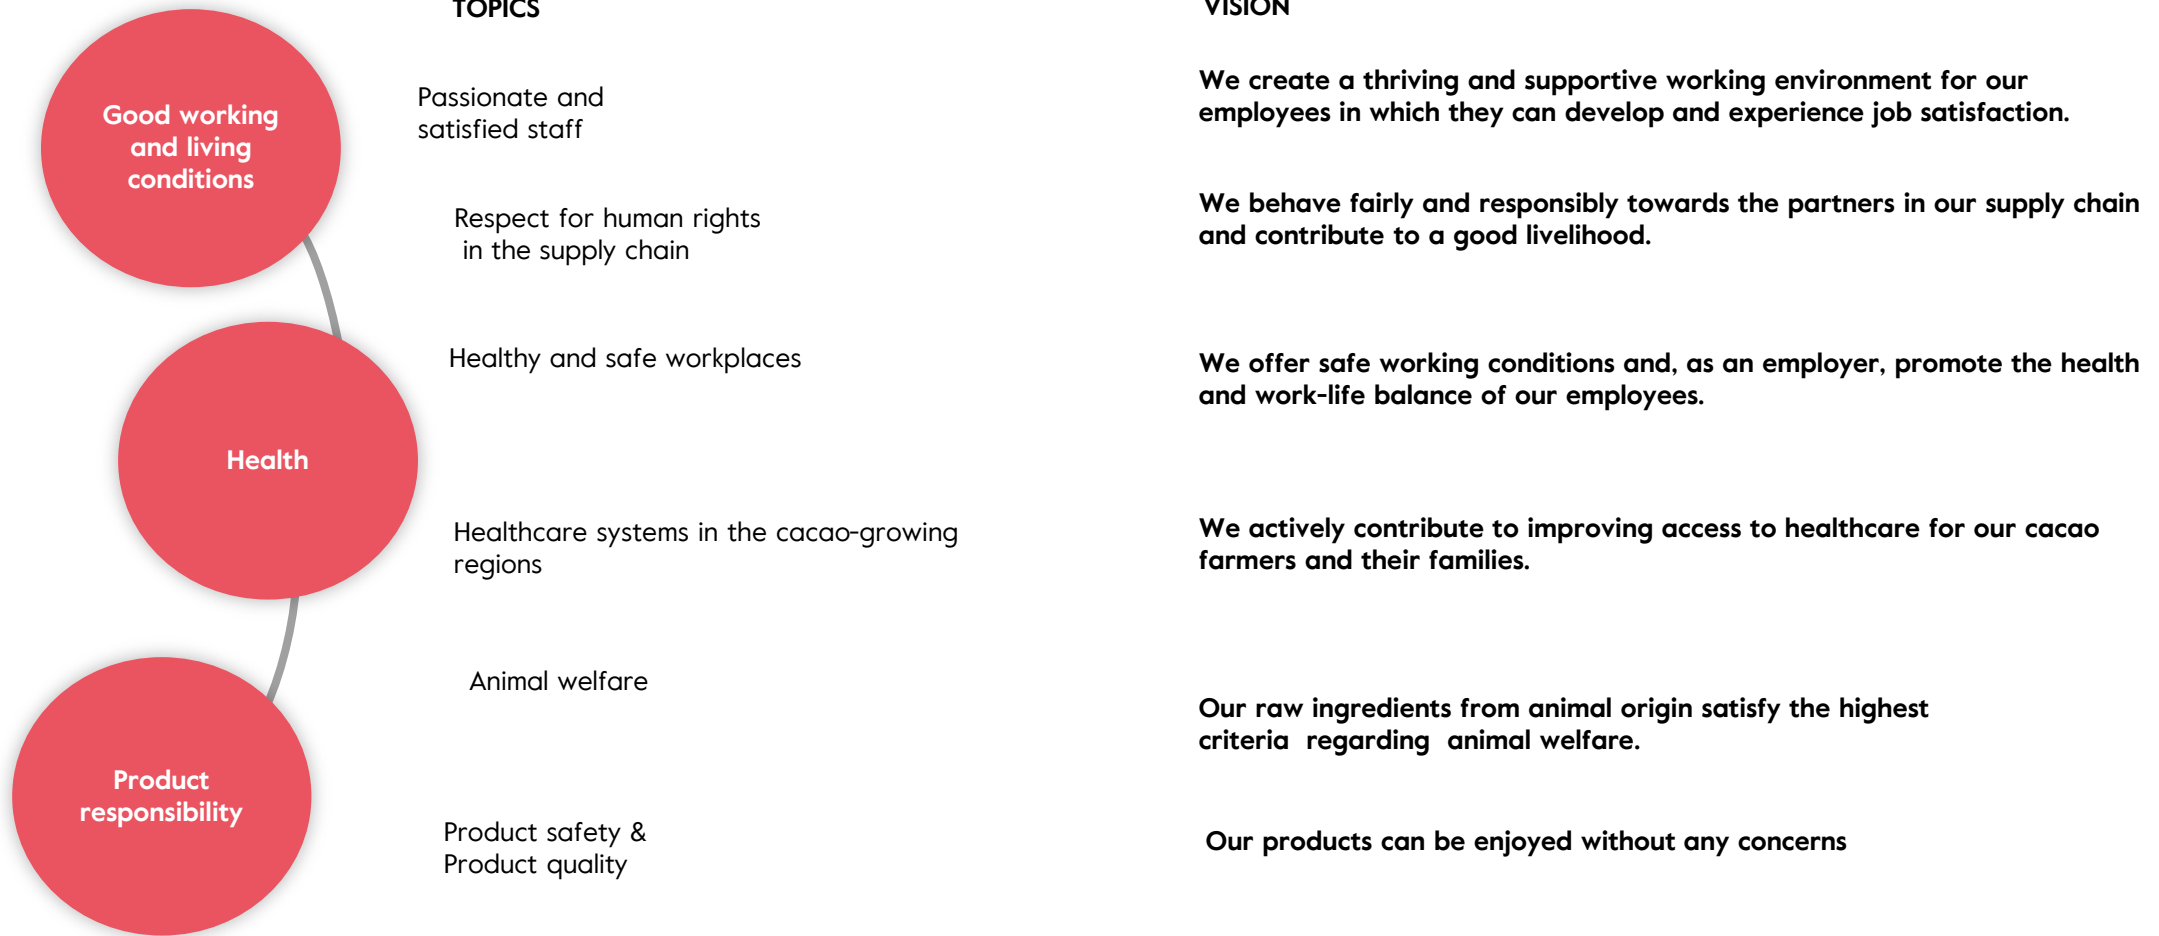 TOPICS
VISION
Good working
and living
conditions
Passionate and
satisfied staff
We create a thriving and supportive working environment for our
employees in which they can develop and experience job satisfaction.
Respect for human rights
in the supply chain
We behave fairly and responsibly towards the partners in our supply chain
and contribute to a good livelihood.
Health
Healthy and safe workplaces
We offer safe working conditions and, as an employer, promote the health
and work-life balance of our employees.
Healthcare systems in the cacao-growing
regions
We actively contribute to improving access to healthcare for our cacao
farmers and their families.
Product
responsibility
Animal welfare
Our raw ingredients from animal origin satisfy the highest
criteria regarding animal welfare.
Product safety &
Product quality
Our products can be enjoyed without any concerns